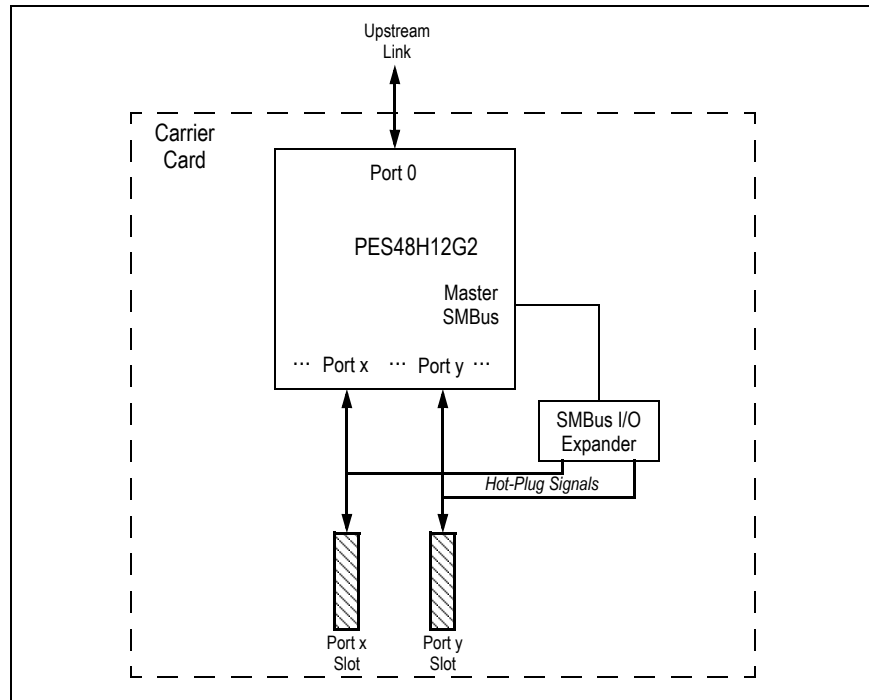 Upstream
Link
Carrier
Card
Port 0
PES48H12G2
Master
SMBus
··· Port x ··· Port y ···
SMBus I/O
Expander
Hot-Plug Signals
Port x
Slot
Port y
Slot